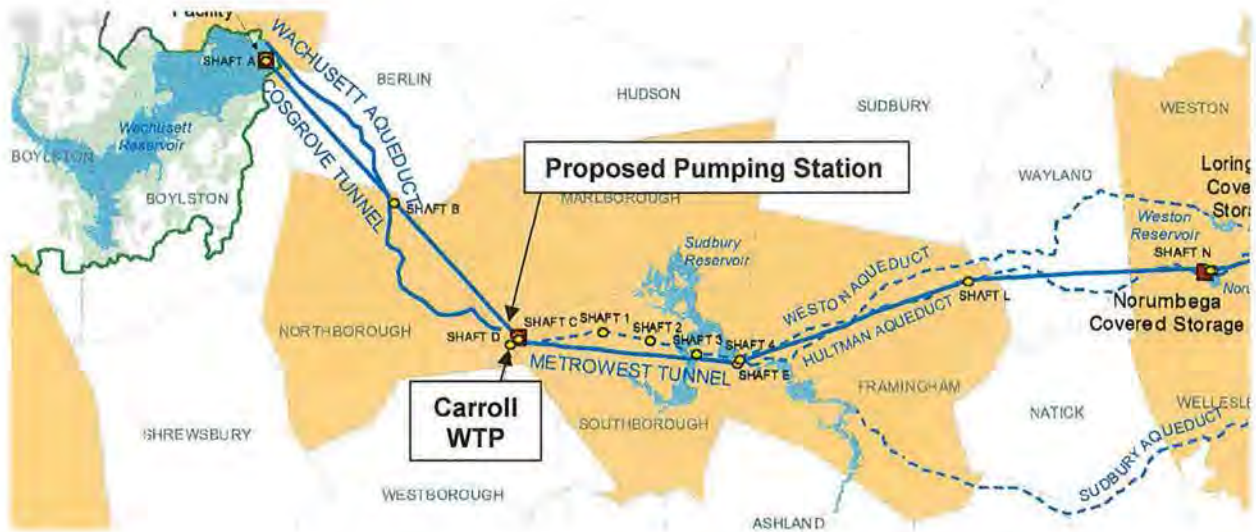 WACHUSETT AQUEDUCT
SHAFT A
BERLIN
HUDSON
SUDBURY
WESTON
COSGROVE TUNNEL
Wachusett
Reservoir
BOYLSTON
BOYLSTON
Proposed Pumping Station
WAYLAND
SHAFT B
MARLBOROUGH
Weston
Reservoir
Sudbury
Reservoir
SHAFT N
WESTON AQUEDUCT
SHAFT L
Norumbega
Covered Storage
NORTHBOROUGH
SHAFT D
SHAFT C
SHAFT 1
SHAFT 2
SHAFT 3
SHAFT 4
SHAFT E
HULTMAN AQUEDUCT
METROWEST TUNNEL
FRAMINGHAM
Carroll
WTP
SOUTHBOROUGH
NATICK
SHREWSBURY
SUDBURY AQUEDUCT
WESTBOROUGH
ASHLAND